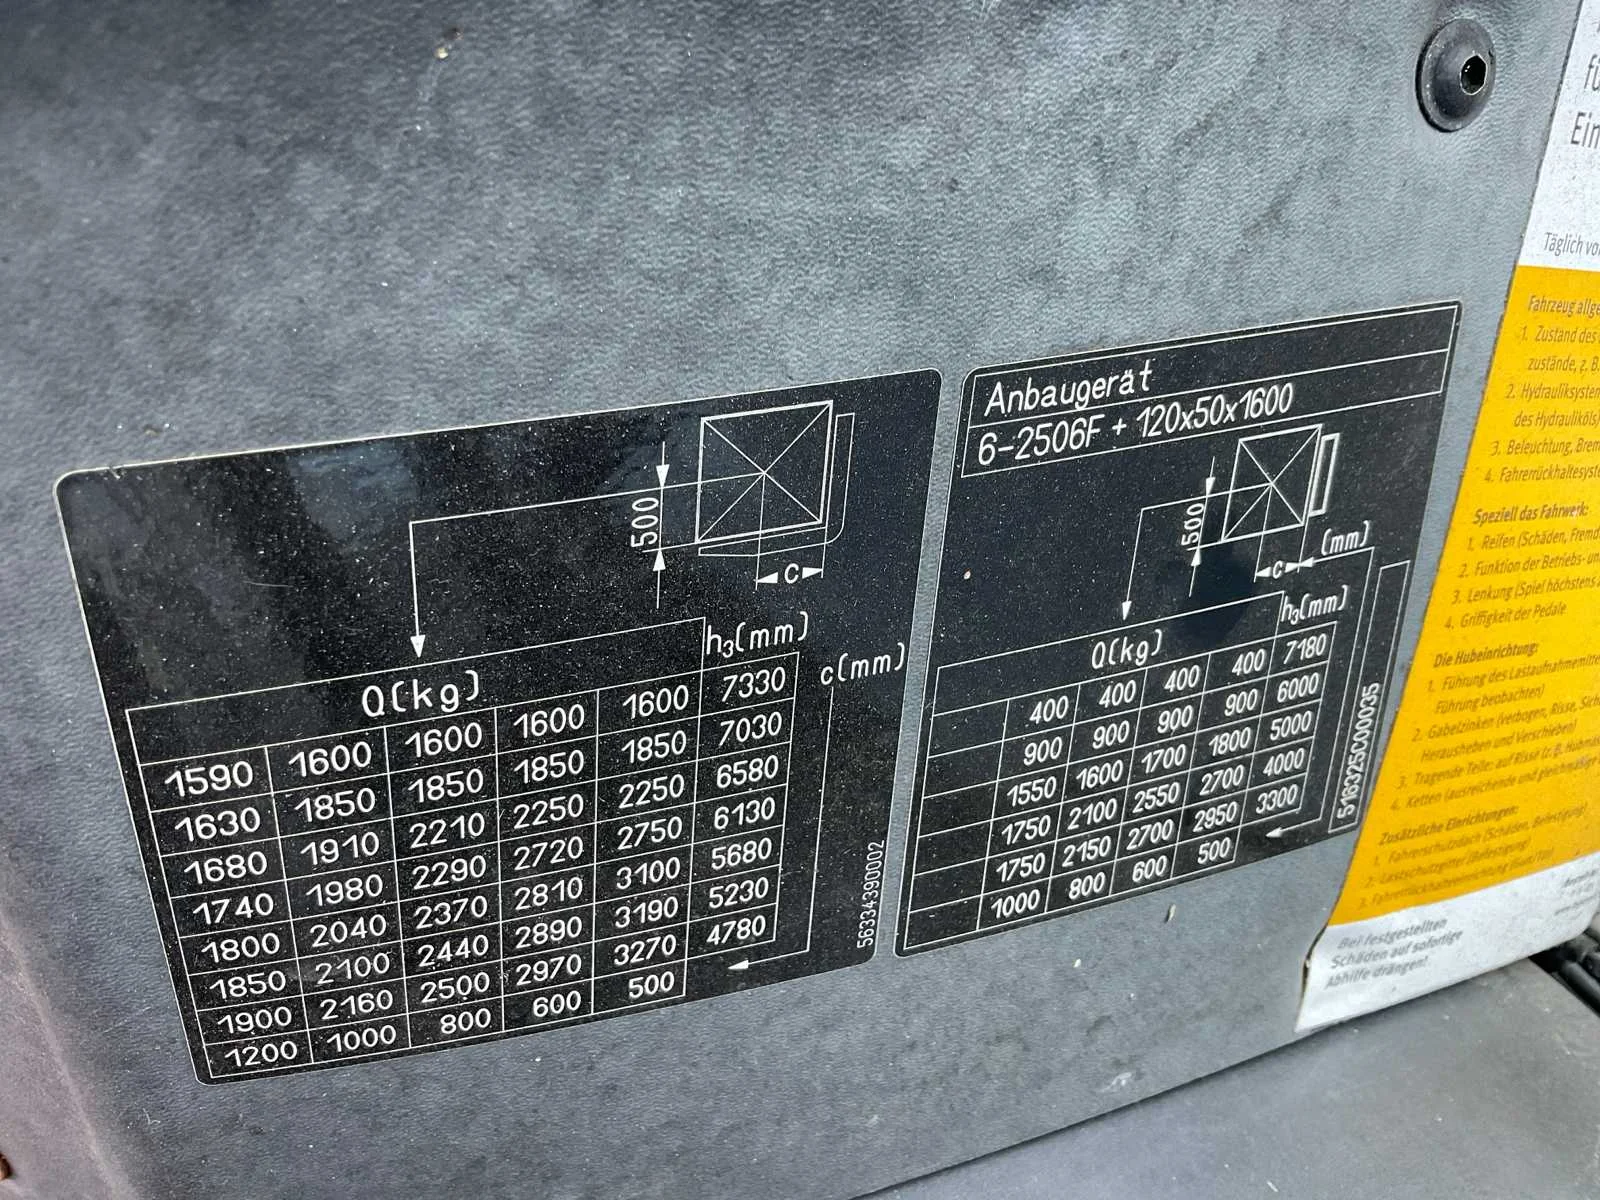 500
c
h3(mm)
c(mm)
Q(kg)
1590 1600 1600 1600 1600 7330
1630 1850 1850 1850 1850 7030
1680 1910 2210 2250 2250 6580
1740 1980 2290 2720 2750 6130
1800 2040 2370 2810 3100 5680
1850 2100 2440 2890 3190 5230
1900 2160 2500 2970 3270 4780
1200 1000 800 600 500
56334390002
Anbaugerät
6-2506F + 120x50x1600
500
c
(mm)
h3(mm)
Q(kg)
400 400 400 400 7180
900 900 900 900 6000
1550 1600 1700 1800 5000
1750 2100 2550 2700 4000
1750 2150 2700 2950 3300
1000 800 600 500
516325C00035
Ein
Täglich vo
Fahrzeug allge
1. Zustand des
zustände, z. B.
2. Hydrauliksystem
des Hydrauliköls)
3. Beleuchtung, Brem
4. Fahrerrückhaltesyste
Speziell das Fahrwerk:
1. Reifen (Schäden, Fremd
2. Funktion der Betriebs- un
3. Lenkung (Spiel höchstens
4. Griffigkeit der Pedale
Die Hubeinrichtung:
1. Führung des Lastaufnahmemitte
Führung beobachten)
2. Gabelzinken (verbogen, Risse, Sich
Herausheben und Verschieben)
3. Tragende Teile: auf Risse (z. B. Hubmas
4. Ketten (ausreichende und gleichmäßige
Zusätzliche Einrichtungen:
1. Fahrerschutzdach (Schäden, Befestigung)
2. Lastschutzgitter (Befestigung)
3. Fahrerrückhalteeinrichtung
Bei festgestellten
Schäden auf sofortige
Abhilfe drängen!